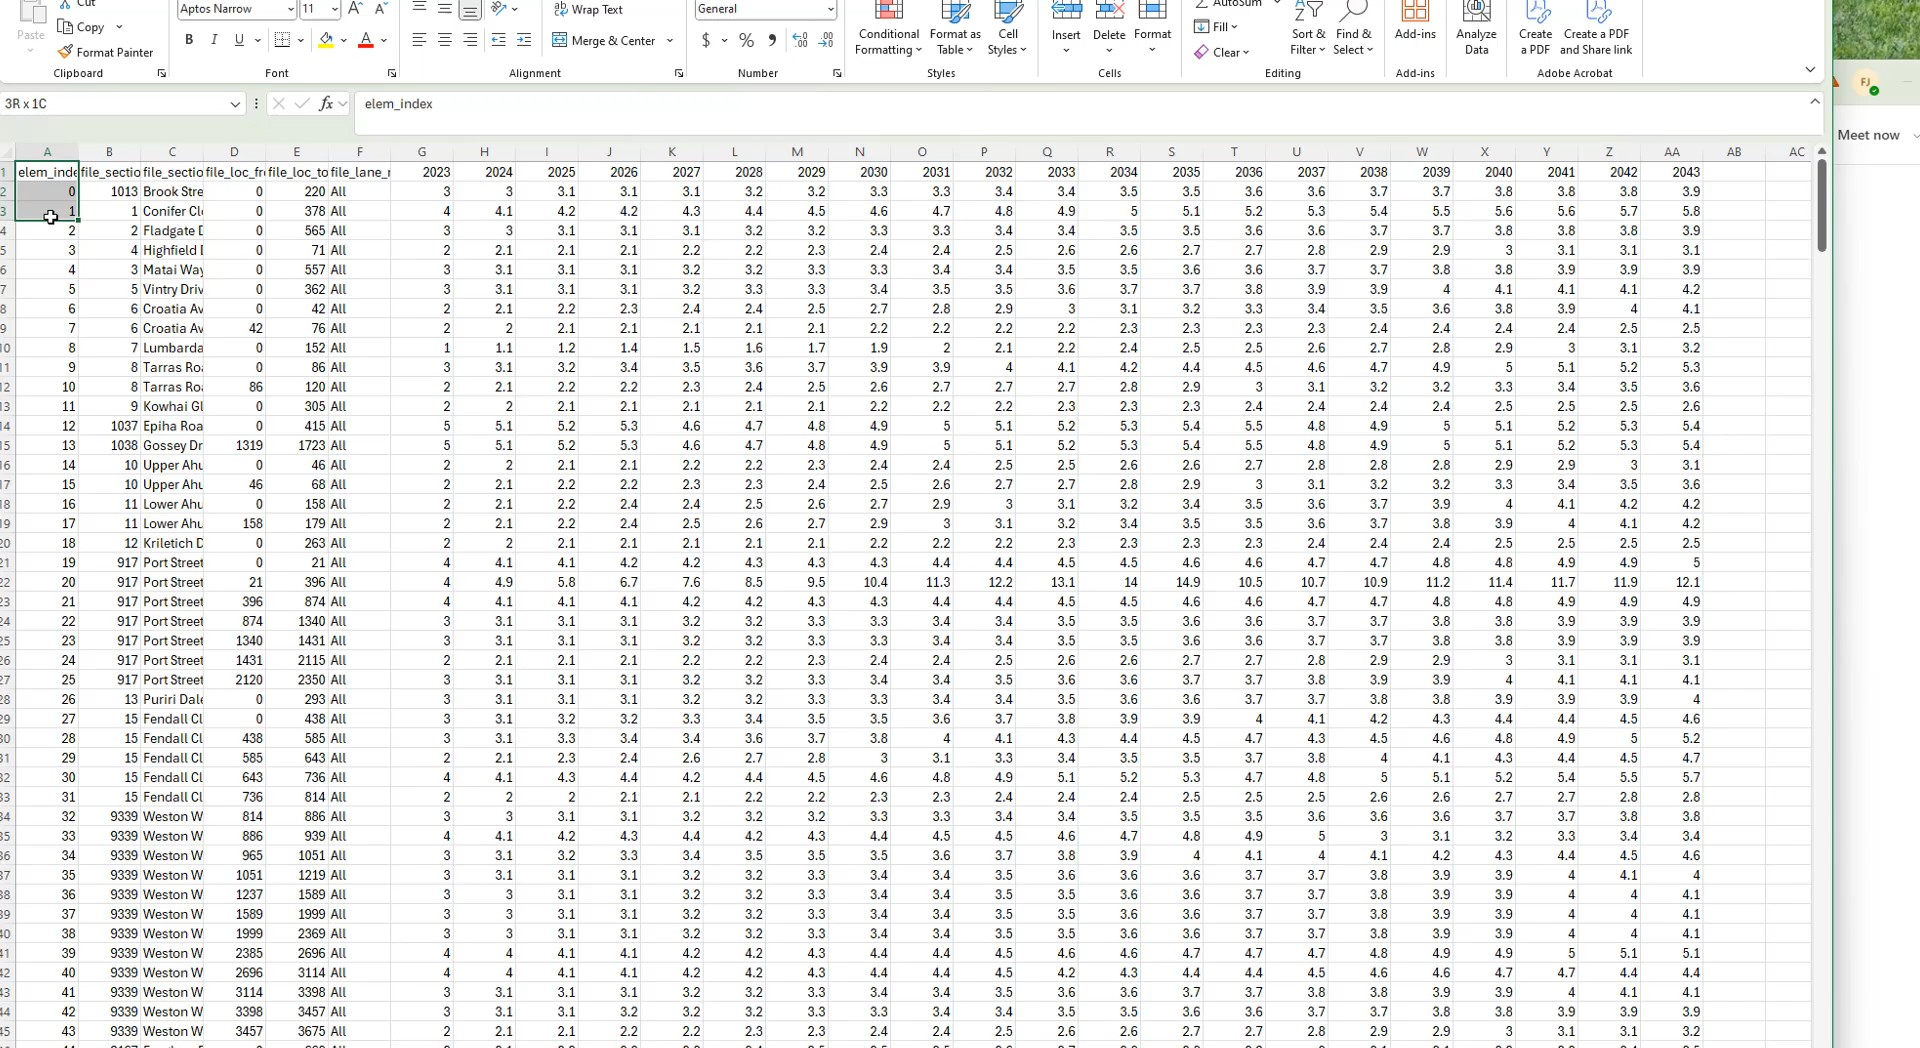 Cut
Copy
Paste
Format Painter
Clipboard
Aptos Narrow 11 A A
B I U A
Font
ab Wrap Text
Merge & Center
Alignment
General
$ % ,
Number
Conditional Formatting
Format as Table
Cell Styles
Styles
Insert
Delete
Format
Cells
AutoSum
Fill
Clear
Sort & Filter
Find & Select
Editing
Add-ins
Add-ins
Analyze Data
Create a PDF
Create a PDF and Share link
Adobe Acrobat
FJ
Meet now
3R x 1C fx elem_index
A B C D E F G H I J K L M N O P Q R S T U V W X Y Z AA AB AC
1 elem_inde file_sectio file_sectio file_loc_fr file_loc_to file_lane_r 2023 2024 2025 2026 2027 2028 2029 2030 2031 2032 2033 2034 2035 2036 2037 2038 2039 2040 2041 2042 2043
2 0 1013 Brook Stre 0 220 All 3 3 3.1 3.1 3.1 3.2 3.2 3.3 3.3 3.4 3.4 3.5 3.5 3.6 3.6 3.7 3.7 3.8 3.8 3.8 3.9
3 1 1 Conifer Cl 0 378 All 4 4.1 4.2 4.2 4.3 4.4 4.5 4.6 4.7 4.8 4.9 5 5.1 5.2 5.3 5.4 5.5 5.6 5.6 5.7 5.8
4 2 2 Fladgate D 0 565 All 3 3 3.1 3.1 3.1 3.2 3.2 3.3 3.3 3.4 3.4 3.5 3.5 3.6 3.6 3.7 3.7 3.8 3.8 3.8 3.9
5 3 4 Highfield D 0 71 All 2 2.1 2.1 2.1 2.2 2.2 2.3 2.4 2.4 2.5 2.6 2.6 2.7 2.7 2.8 2.9 2.9 3 3.1 3.1 3.1
6 4 3 Matai Way 0 557 All 3 3.1 3.1 3.1 3.2 3.2 3.3 3.3 3.4 3.4 3.5 3.5 3.6 3.6 3.7 3.7 3.8 3.8 3.9 3.9 3.9
7 5 5 Vintry Driv 0 362 All 3 3.1 3.1 3.1 3.2 3.3 3.3 3.4 3.5 3.5 3.6 3.7 3.7 3.8 3.9 3.9 4 4.1 4.1 4.1 4.2
8 6 6 Croatia Av 0 42 All 2 2.1 2.2 2.3 2.4 2.4 2.5 2.7 2.8 2.9 3 3.1 3.2 3.3 3.4 3.5 3.6 3.8 3.9 4 4.1
9 7 6 Croatia Av 42 76 All 2 2 2.1 2.1 2.1 2.1 2.1 2.2 2.2 2.2 2.2 2.3 2.3 2.3 2.3 2.4 2.4 2.4 2.4 2.5 2.5
10 8 7 Lumbarda 0 152 All 1 1.1 1.2 1.4 1.5 1.6 1.7 1.9 2 2.1 2.2 2.4 2.5 2.5 2.6 2.7 2.8 2.9 3 3.1 3.2
11 9 8 Tarras Roa 0 86 All 3 3.1 3.2 3.4 3.5 3.6 3.7 3.9 3.9 4 4.1 4.2 4.4 4.5 4.6 4.7 4.9 5 5.1 5.2 5.3
12 10 8 Tarras Roa 86 120 All 2 2.1 2.2 2.2 2.3 2.4 2.5 2.6 2.7 2.7 2.7 2.8 2.9 3 3.1 3.2 3.2 3.3 3.4 3.5 3.6
13 11 9 Kowhai Gl 0 305 All 2 2 2.1 2.1 2.1 2.1 2.2 2.2 2.2 2.2 2.3 2.3 2.3 2.4 2.4 2.4 2.4 2.5 2.5 2.5 2.6
14 12 1037 Epiha Roa 0 415 All 5 5.1 5.2 5.3 4.6 4.7 4.8 4.9 5 5.1 5.2 5.3 5.4 5.5 4.8 4.9 5 5.1 5.2 5.3 5.4
15 13 1038 Gossey Dr 1319 1723 All 5 5.1 5.2 5.3 4.6 4.7 4.8 4.9 5 5.1 5.2 5.3 5.4 5.5 4.8 4.9 5 5.1 5.2 5.3 5.4
16 14 10 Upper Ahu 0 46 All 2 2 2.1 2.1 2.2 2.2 2.3 2.4 2.4 2.5 2.5 2.6 2.6 2.7 2.8 2.8 2.8 2.9 2.9 3 3.1
17 15 10 Upper Ahu 46 68 All 2 2.1 2.2 2.2 2.3 2.3 2.4 2.5 2.6 2.7 2.7 2.8 2.9 3 3.1 3.2 3.2 3.3 3.4 3.5 3.6
18 16 11 Lower Ahu 0 158 All 2 2.1 2.2 2.4 2.4 2.5 2.6 2.7 2.9 3 3.1 3.2 3.4 3.5 3.6 3.7 3.9 4 4.1 4.2 4.2
19 17 11 Lower Ahu 158 179 All 2 2.1 2.2 2.4 2.5 2.6 2.7 2.9 3 3.1 3.2 3.4 3.5 3.5 3.6 3.7 3.8 3.9 4 4.1 4.2
20 18 12 Kriletich D 0 263 All 2 2 2.1 2.1 2.1 2.1 2.1 2.2 2.2 2.2 2.3 2.3 2.3 2.3 2.4 2.4 2.4 2.5 2.5 2.5 2.5
21 19 917 Port Street 0 21 All 4 4.1 4.1 4.2 4.2 4.3 4.3 4.3 4.4 4.4 4.5 4.5 4.6 4.6 4.7 4.7 4.8 4.8 4.9 4.9 5
22 20 917 Port Street 21 396 All 4 4.9 5.8 6.7 7.6 8.5 9.5 10.4 11.3 12.2 13.1 14 14.9 10.5 10.7 10.9 11.2 11.4 11.7 11.9 12.1
23 21 917 Port Street 396 874 All 4 4.1 4.1 4.1 4.2 4.2 4.3 4.3 4.4 4.4 4.5 4.5 4.6 4.6 4.7 4.7 4.8 4.8 4.9 4.9 4.9
24 22 917 Port Street 874 1340 All 3 3.1 3.1 3.1 3.2 3.2 3.3 3.3 3.4 3.4 3.5 3.5 3.6 3.6 3.7 3.7 3.8 3.8 3.9 3.9 3.9
25 23 917 Port Street 1340 1431 All 3 3.1 3.1 3.1 3.2 3.2 3.3 3.3 3.4 3.4 3.5 3.5 3.6 3.6 3.7 3.7 3.8 3.8 3.9 3.9 3.9
26 24 917 Port Street 1431 2115 All 2 2.1 2.1 2.1 2.2 2.2 2.3 2.4 2.4 2.5 2.6 2.6 2.7 2.7 2.8 2.9 2.9 3 3.1 3.1 3.1
27 25 917 Port Street 2120 2350 All 3 3.1 3.1 3.1 3.2 3.2 3.3 3.4 3.4 3.5 3.6 3.6 3.7 3.7 3.8 3.9 3.9 4 4.1 4.1 4.1
28 26 13 Puriri Dale 0 293 All 3 3.1 3.1 3.1 3.2 3.2 3.3 3.3 3.4 3.4 3.5 3.6 3.6 3.7 3.7 3.8 3.8 3.9 3.9 3.9 4
29 27 15 Fendall Cl 0 438 All 3 3.1 3.2 3.2 3.3 3.4 3.5 3.5 3.6 3.7 3.8 3.9 3.9 4 4.1 4.2 4.3 4.4 4.4 4.5 4.6
30 28 15 Fendall Cl 438 585 All 3 3.1 3.3 3.4 3.4 3.6 3.7 3.8 4 4.1 4.3 4.4 4.5 4.7 4.3 4.5 4.6 4.8 4.9 5 5.2
31 29 15 Fendall Cl 585 643 All 2 2.1 2.3 2.4 2.6 2.7 2.8 3 3.1 3.3 3.4 3.5 3.5 3.7 3.8 4 4.1 4.3 4.4 4.5 4.7
32 30 15 Fendall Cl 643 736 All 4 4.1 4.3 4.4 4.2 4.4 4.5 4.6 4.8 4.9 5.1 5.2 5.3 4.7 4.8 5 5.1 5.2 5.4 5.5 5.7
33 31 15 Fendall Cl 736 814 All 2 2 2 2.1 2.1 2.2 2.2 2.3 2.3 2.4 2.4 2.4 2.5 2.5 2.5 2.6 2.6 2.7 2.7 2.8 2.8
34 32 9339 Weston W 814 886 All 3 3 3.1 3.1 3.2 3.2 3.2 3.3 3.3 3.4 3.4 3.5 3.5 3.5 3.6 3.6 3.6 3.7 3.7 3.8 3.8
35 33 9339 Weston W 886 939 All 4 4.1 4.2 4.3 4.4 4.2 4.3 4.4 4.5 4.5 4.6 4.7 4.8 4.9 5 3 3.1 3.2 3.3 3.4 3.4
36 34 9339 Weston W 965 1051 All 3 3.1 3.2 3.3 3.4 3.5 3.5 3.5 3.6 3.7 3.8 3.9 4 4.1 4 4.1 4.2 4.3 4.4 4.5 4.6
37 35 9339 Weston W 1051 1219 All 3 3.1 3.1 3.1 3.2 3.2 3.3 3.4 3.4 3.5 3.5 3.6 3.6 3.7 3.7 3.8 3.9 3.9 4 4.1 4
38 36 9339 Weston W 1237 1589 All 3 3 3.1 3.1 3.2 3.2 3.3 3.4 3.4 3.5 3.5 3.6 3.6 3.7 3.7 3.8 3.9 3.9 4 4 4.1
39 37 9339 Weston W 1589 1999 All 3 3 3.1 3.1 3.2 3.2 3.3 3.4 3.4 3.5 3.5 3.6 3.6 3.7 3.7 3.8 3.9 3.9 4 4 4.1
40 38 9339 Weston W 1999 2369 All 3 3 3.1 3.1 3.2 3.2 3.3 3.4 3.4 3.5 3.5 3.6 3.6 3.7 3.7 3.8 3.9 3.9 4 4 4.1
41 39 9339 Weston W 2385 2696 All 4 4 4.1 4.1 4.2 4.2 4.3 4.4 4.4 4.5 4.6 4.6 4.7 4.7 4.7 4.8 4.9 4.9 5 5.1 5.1
42 40 9339 Weston W 2696 3114 All 4 4 4.1 4.1 4.2 4.2 4.3 4.4 4.4 4.5 4.2 4.3 4.4 4.4 4.5 4.6 4.6 4.7 4.7 4.4 4.4
43 41 9339 Weston W 3114 3398 All 3 3.1 3.1 3.1 3.2 3.2 3.3 3.4 3.4 3.5 3.6 3.6 3.7 3.7 3.8 3.8 3.9 3.9 4 4.1 4.1
44 42 9339 Weston W 3398 3457 All 3 3.1 3.1 3.2 3.2 3.2 3.3 3.4 3.4 3.5 3.5 3.6 3.6 3.7 3.7 3.8 3.8 3.9 3.9 3.9 3.9
45 43 9339 Weston W 3457 3675 All 2 2.1 2.1 2.2 2.2 2.3 2.3 2.4 2.4 2.5 2.6 2.6 2.7 2.7 2.8 2.9 2.9 3 3.1 3.1 3.2